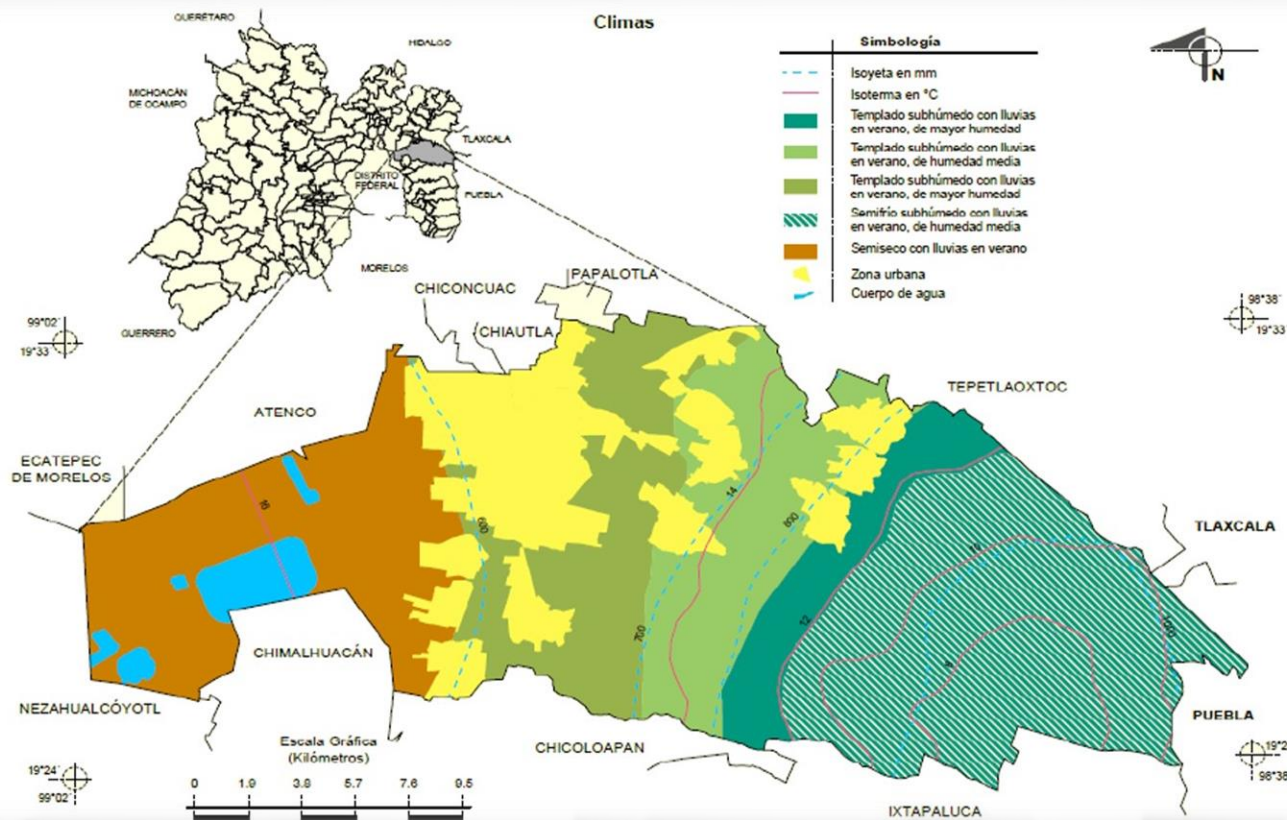 Climas
QUERÉTARO
HIDALGO
MICHOACÁN
DE OCAMPO
TLAXCALA
DISTRITO
FEDERAL
PUEBLA
MORELOS
GUERRERO
Simbología
Isoyeta en mm
Isoterma en °C
Templado subhúmedo con lluvias
en verano, de mayor humedad
Templado subhúmedo con lluvias
en verano, de humedad media
Templado subhúmedo con lluvias
en verano, de mayor humedad
Semifrío subhúmedo con lluvias
en verano, de humedad media
Semiseco con lluvias en verano
Zona urbana
Cuerpo de agua
N
99°02´
19°33
98°38´
19°33
CHICONCUAC
PAPALOTLA
CHIAUTLA
TEPETLAOXTOC
ATENCO
ECATEPEC
DE MORELOS
16
600
14
800
700
12
10
8
1000
TLAXCALA
CHIMALHUACÁN
NEZAHUALCÓYOTL
PUEBLA
CHICOLOAPAN
IXTAPALUCA
19°24´
99°02´
19°2
98°38
Escala Gráfica
(Kilómetros)
0 1.9 3.8 5.7 7.6 9.5